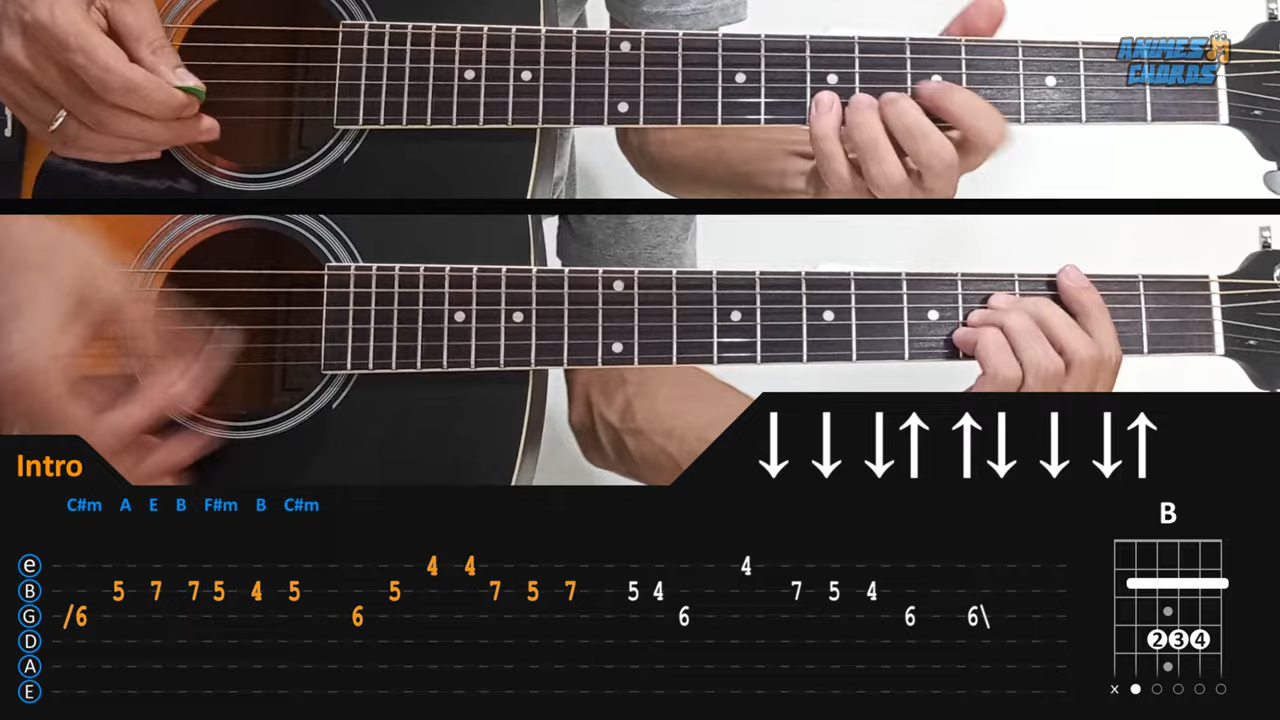 ANIMES
CHORDS
Intro
C#m A E B F#m B C#m
B
e 4 4 4
B 5 7 7 5 4 5 5 7 5 7 5 4 7 5 4
G /6 6 6 6 6\
D
A
E
2 3 4
x